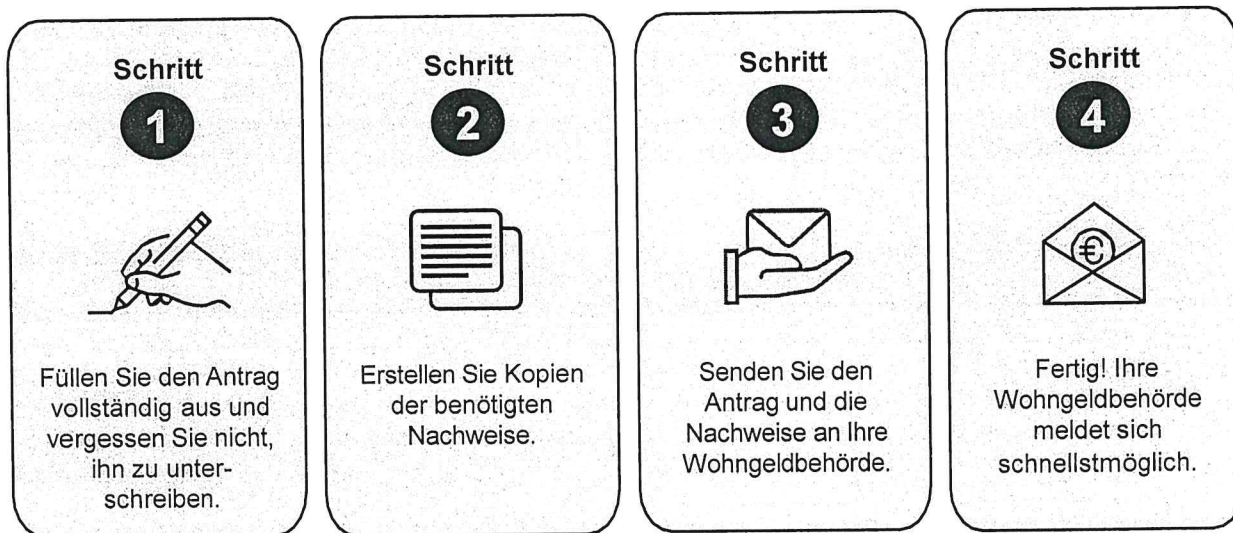 Schritt
1
Füllen Sie den Antrag
vollständig aus und
vergessen Sie nicht,
ihn zu unter-
schreiben.
Schritt
2
Erstellen Sie Kopien
der benötigten
Nachweise.
Schritt
3
Senden Sie den
Antrag und die
Nachweise an Ihre
Wohngeldbehörde.
Schritt
4
€
Fertig! Ihre
Wohngeldbehörde
meldet sich
schnellstmöglich.